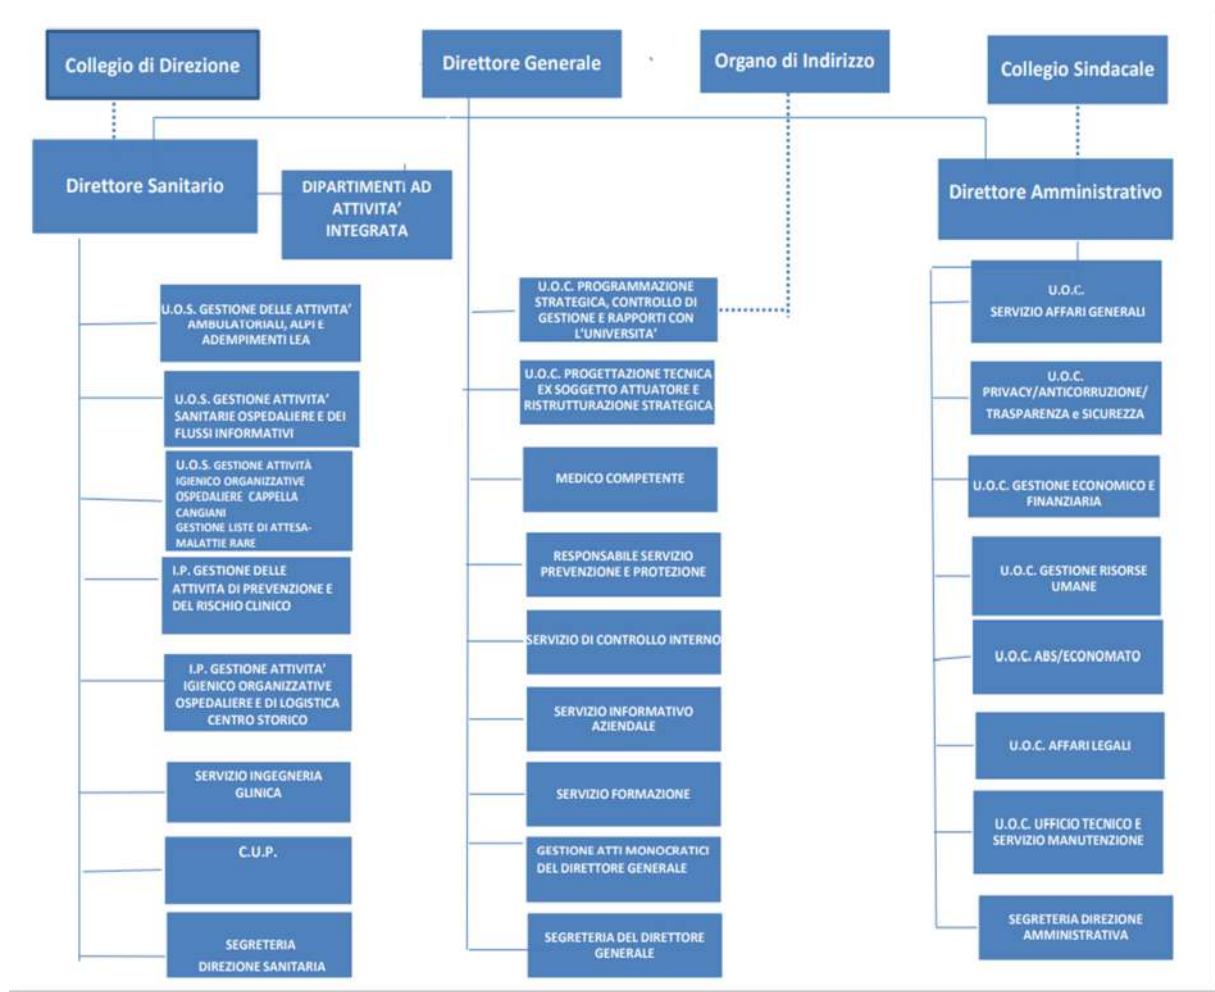 Collegio di Direzione
Direttore Generale
Organo di Indirizzo
Collegio Sindacale
Direttore Sanitario
DIPARTIMENTI AD
ATTIVITA'
INTEGRATA
Direttore Amministrativo
U.O.S. GESTIONE DELLE ATTIVITA'
AMBULATORIALI, ALPI E
ADEMPIMENTI LEA
U.O.S. GESTIONE ATTIVITA'
SANITARIE OSPEDALIERE E DEI
FLUSSI INFORMATIVI
U.O.S. GESTIONE ATTIVITÀ
IGIENICO ORGANIZZATIVE
OSPEDALIERE CAPPELLA
CANGIANI
GESTIONE LISTE DI ATTESA-
MALATTIE RARE
I.P. GESTIONE DELLE
ATTIVITA DI PREVENZIONE E
DEL RISCHIO CLINICO
I.P. GESTIONE ATTIVITA'
IGIENICO ORGANIZZATIVE
OSPEDALIERE E DI LOGISTICA
CENTRO STORICO
SERVIZIO INGEGNERIA
GLINICA
C.U.P.
SEGRETERIA
DIREZIONE SANITARIA
U.O.C. PROGRAMMAZIONE
STRATEGICA, CONTROLLO DI
GESTIONE E RAPPORTI CON
L'UNIVERSITA'
U.O.C. PROGETTAZIONE TECNICA
EX SOGGETTO ATTUATORE E
RISTRUTTURAZIONE STRATEGICA
MEDICO COMPETENTE
RESPONSABILE SERVIZIO
PREVENZIONE E PROTEZIONE
SERVIZIO DI CONTROLLO INTERNO
SERVIZIO INFORMATIVO
AZIENDALE
SERVIZIO FORMAZIONE
GESTIONE ATTI MONOCRATICI
DEL DIRETTORE GENERALE
SEGRETERIA DEL DIRETTORE
GENERALE
U.O.C.
SERVIZIO AFFARI GENERALI
U.O.C.
PRIVACY/ANTICORRUZIONE/
TRASPARENZA e SICUREZZA
U.O.C. GESTIONE ECONOMICO E
FINANZIARIA
U.O.C. GESTIONE RISORSE
UMANE
U.O.C. ABS/ECONOMATO
U.O.C. AFFARI LEGALI
U.O.C. UFFICIO TECNICO E
SERVIZIO MANUTENZIONE
SEGRETERIA DIREZIONE
AMMINISTRATIVA